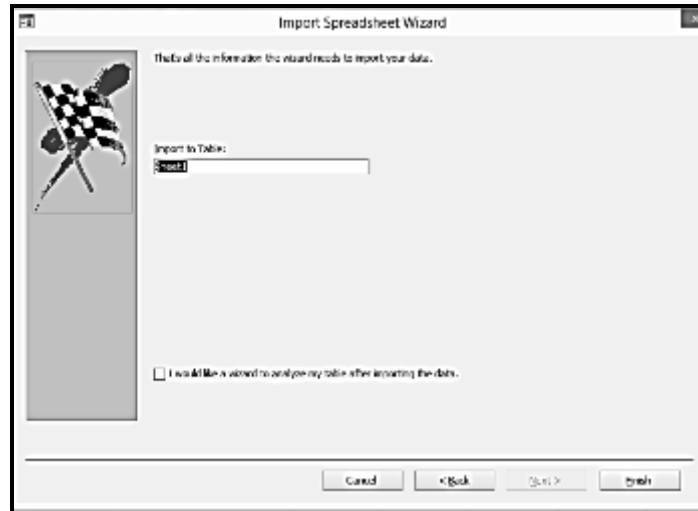 Import Spreadsheet Wizard
That's all the information the wizard needs to import your data.
Import to Table:
Sheet1
I would like a wizard to analyze my table after importing the data.
Cancel
< Back
Next >
Finish